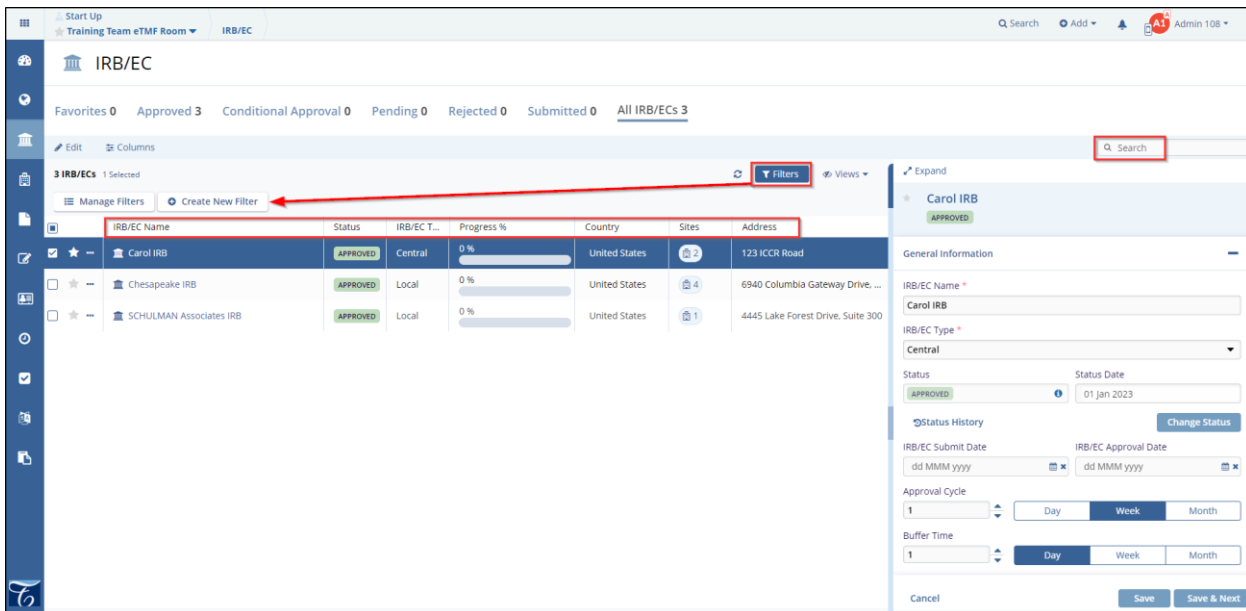 Start Up
Training Team eTMF Room IRB/EC
Search Add A A1 Admin 108
IRB/EC
Favorites 0 Approved 3 Conditional Approval 0 Pending 0 Rejected 0 Submitted 0 All IRB/ECs 3
Edit Columns Search
3 IRB/ECs 1 Selected Filters Views
Manage Filters Create New Filter
IRB/EC Name Status IRB/EC T... Progress % Country Sites Address
Carol IRB APPROVED Central 0 % United States 2 123 ICCR Road
Chesapeake IRB APPROVED Local 0 % United States 4 6940 Columbia Gateway Drive, ...
SCHULMAN Associates IRB APPROVED Local 0 % United States 1 4445 Lake Forest Drive, Suite 300
Expand
Carol IRB
APPROVED
General Information
IRB/EC Name *
Carol IRB
IRB/EC Type *
Central
Status Status Date
APPROVED 01 Jan 2023
Status History Change Status
IRB/EC Submit Date IRB/EC Approval Date
dd MMM yyyy dd MMM yyyy
Approval Cycle
1 Day Week Month
Buffer Time
1 Day Week Month
Cancel Save Save & Next